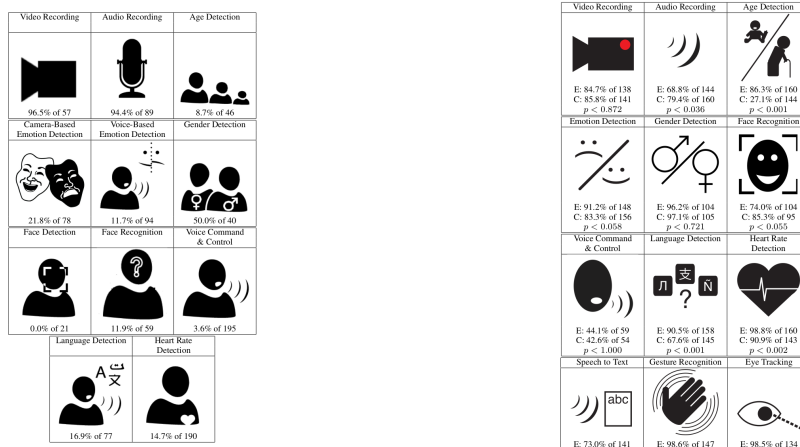 Video Recording
Audio Recording
Age Detection
96.5% of 57
94.4% of 89
8.7% of 46
Camera-Based
Emotion Detection
Voice-Based
Emotion Detection
Gender Detection
21.8% of 78
11.7% of 94
50.0% of 40
Face Detection
Face Recognition
Voice Command
& Control
?
0.0% of 21
11.9% of 59
3.6% of 195
Language Detection
Heart Rate
Detection
A 文
16.9% of 77
14.7% of 190
Video Recording
Audio Recording
Age Detection
E: 84.7% of 138
C: 85.8% of 141
p < 0.872
E: 68.8% of 144
C: 79.4% of 160
p < 0.036
E: 86.3% of 160
C: 27.1% of 144
p < 0.001
Emotion Detection
Gender Detection
Face Recognition
E: 91.2% of 148
C: 83.3% of 156
p < 0.058
E: 96.2% of 104
C: 97.1% of 105
p < 0.721
E: 74.0% of 104
C: 85.3% of 95
p < 0.055
Voice Command
& Control
Language Detection
Heart Rate
Detection
Л 支 Ñ
?
E: 44.1% of 59
C: 42.6% of 54
p < 1.000
E: 90.5% of 158
C: 67.6% of 145
p < 0.001
E: 98.8% of 160
C: 90.9% of 143
p < 0.002
Speech to Text
Gesture Recognition
Eye Tracking
abc
E: 73.0% of 141
E: 98.6% of 147
E: 98.5% of 134